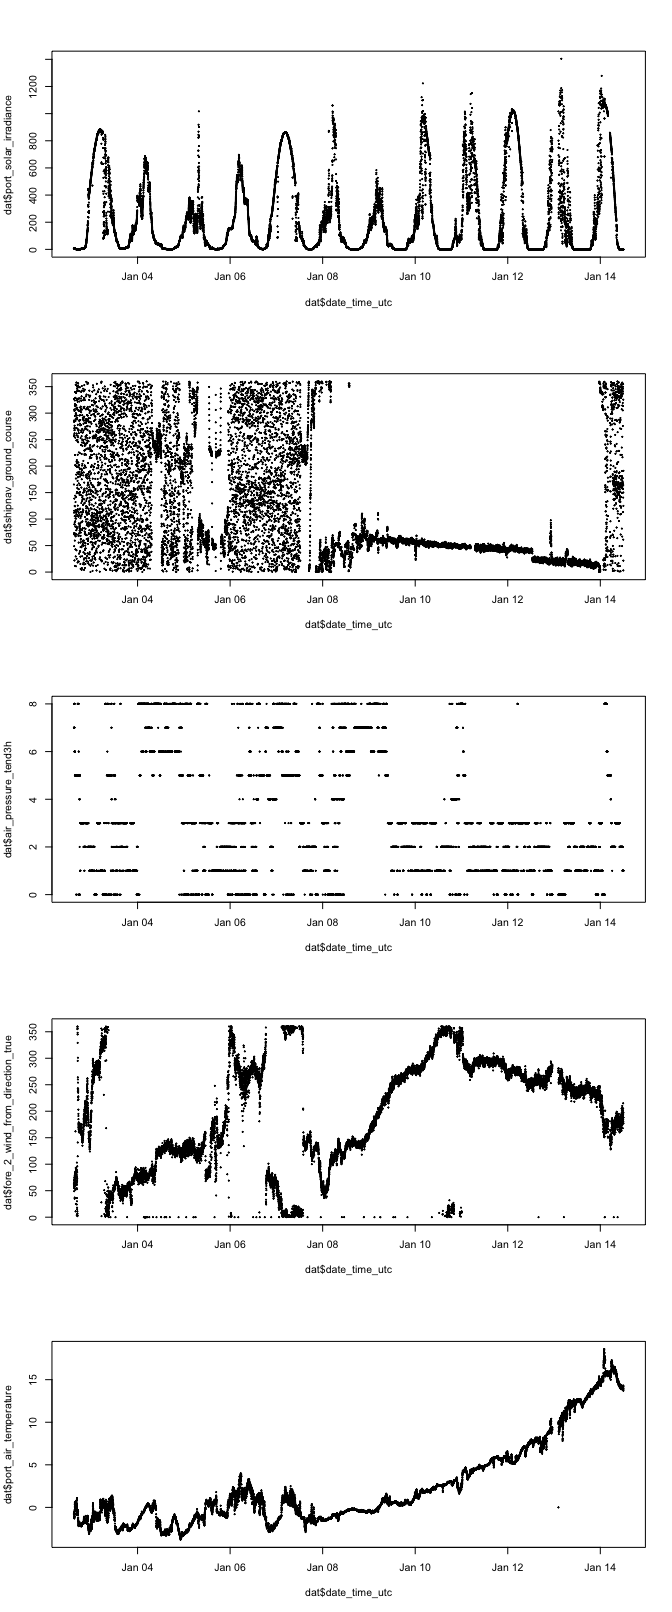 dat$port_solar_irradiance
0 200 400 600 800 1200
Jan 04 Jan 06 Jan 08 Jan 10 Jan 12 Jan 14
dat$date_time_utc
dat$shipnav_ground_course
0 50 100 150 200 250 300 350
Jan 04 Jan 06 Jan 08 Jan 10 Jan 12 Jan 14
dat$date_time_utc
dat$air_pressure_tend3h
0 2 4 6 8
Jan 04 Jan 06 Jan 08 Jan 10 Jan 12 Jan 14
dat$date_time_utc
dat$fore_2_wind_from_direction_true
0 50 100 150 200 250 300 350
Jan 04 Jan 06 Jan 08 Jan 10 Jan 12 Jan 14
dat$date_time_utc
dat$port_air_temperature
0 5 10 15
Jan 04 Jan 06 Jan 08 Jan 10 Jan 12 Jan 14
dat$date_time_utc